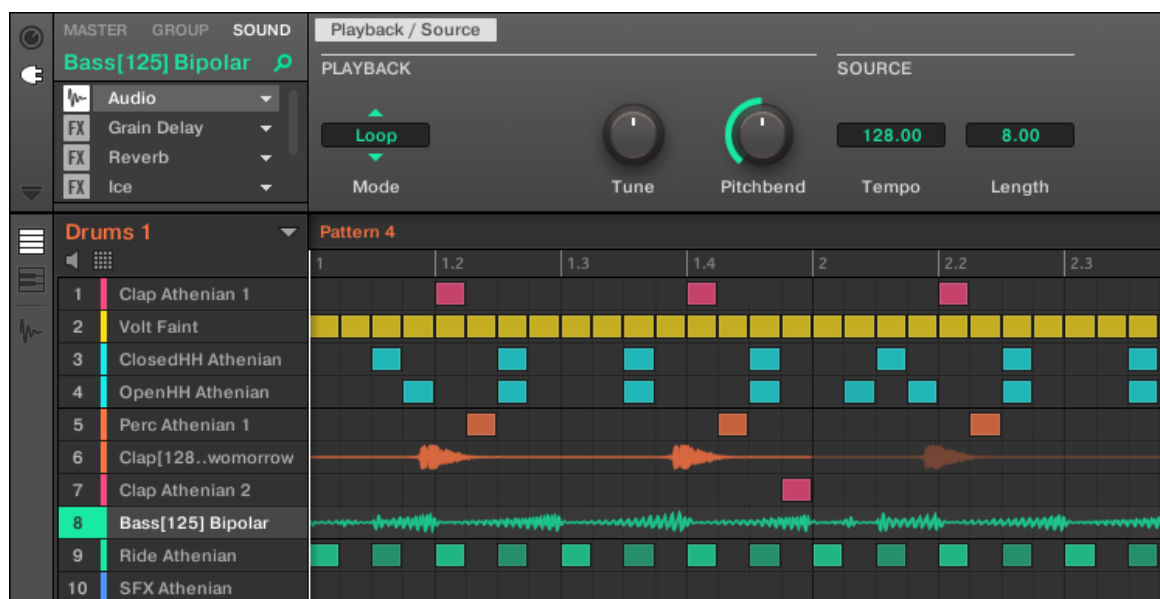 MASTER GROUP SOUND
Bass[125] Bipolar
Audio
FX Grain Delay
FX Reverb
FX Ice
Playback / Source
PLAYBACK
SOURCE
Loop
128.00
8.00
Mode
Tune
Pitchbend
Tempo
Length
Drums 1
Pattern 4
1 1.2 1.3 1.4 2 2.2 2.3
1 Clap Athenian 1
2 Volt Faint
3 ClosedHH Athenian
4 OpenHH Athenian
5 Perc Athenian 1
6 Clap[128..womorrow
7 Clap Athenian 2
8 Bass[125] Bipolar
9 Ride Athenian
10 SFX Athenian